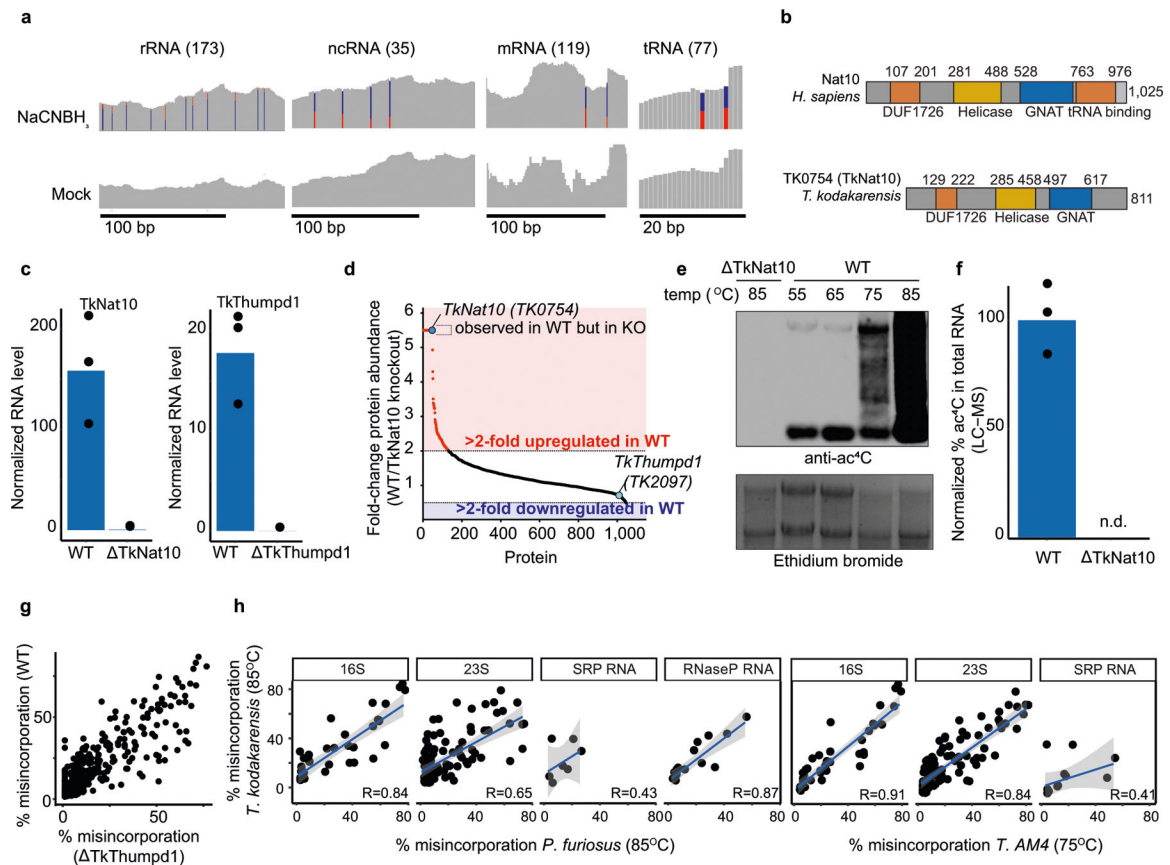 a
rRNA (173)
ncRNA (35)
mRNA (119)
tRNA (77)
NaCNBH₃
Mock
100 bp
100 bp
100 bp
20 bp
b
107 201 281 488 528 763 976
Nat10
H. sapiens
1,025
DUF1726 Helicase GNAT tRNA binding
129 222 285 458 497 617
TK0754 (TkNat10)
T. kodakarensis
811
DUF1726 Helicase GNAT
c
TkNat10
Normalized RNA level
200
100
0
WT ΔTkNat10
TkThumpd1
Normalized RNA level
20
10
0
WT ΔTkThumpd1
d
Fold-change protein abundance
(WT/TkNat10 knockout)
6
5
4
3
2
1
TkNat10 (TK0754)
observed in WT but in KO
>2-fold upregulated in WT
TkThumpd1
(TK2097)
>2-fold downregulated in WT
0 200 600 1,000
Protein
e
ΔTkNat10 WT
temp (°C) 85 55 65 75 85
anti-ac⁴C
Ethidium bromide
f
Normalized % ac⁴C in total RNA
(LC–MS)
100
50
0
n.d.
WT ΔTkNat10
g
% misincorporation (WT)
50
25
0
0 25 50
% misincorporation
(ΔTkThumpd1)
h
% misincorporation
T. kodakarensis (85°C)
80
60
40
20
0
16S
R=0.84
0 20 40 60 80
23S
R=0.65
0 20 40 60 80
SRP RNA
R=0.43
0 20 40 60 80
RNaseP RNA
R=0.87
0 20 40 60 80
% misincorporation P. furiosus (85°C)
16S
R=0.91
0 20 40 60 80
23S
R=0.84
0 20 40 60 80
SRP RNA
R=0.41
0 20 40 60 80
% misincorporation T. AM4 (75°C)